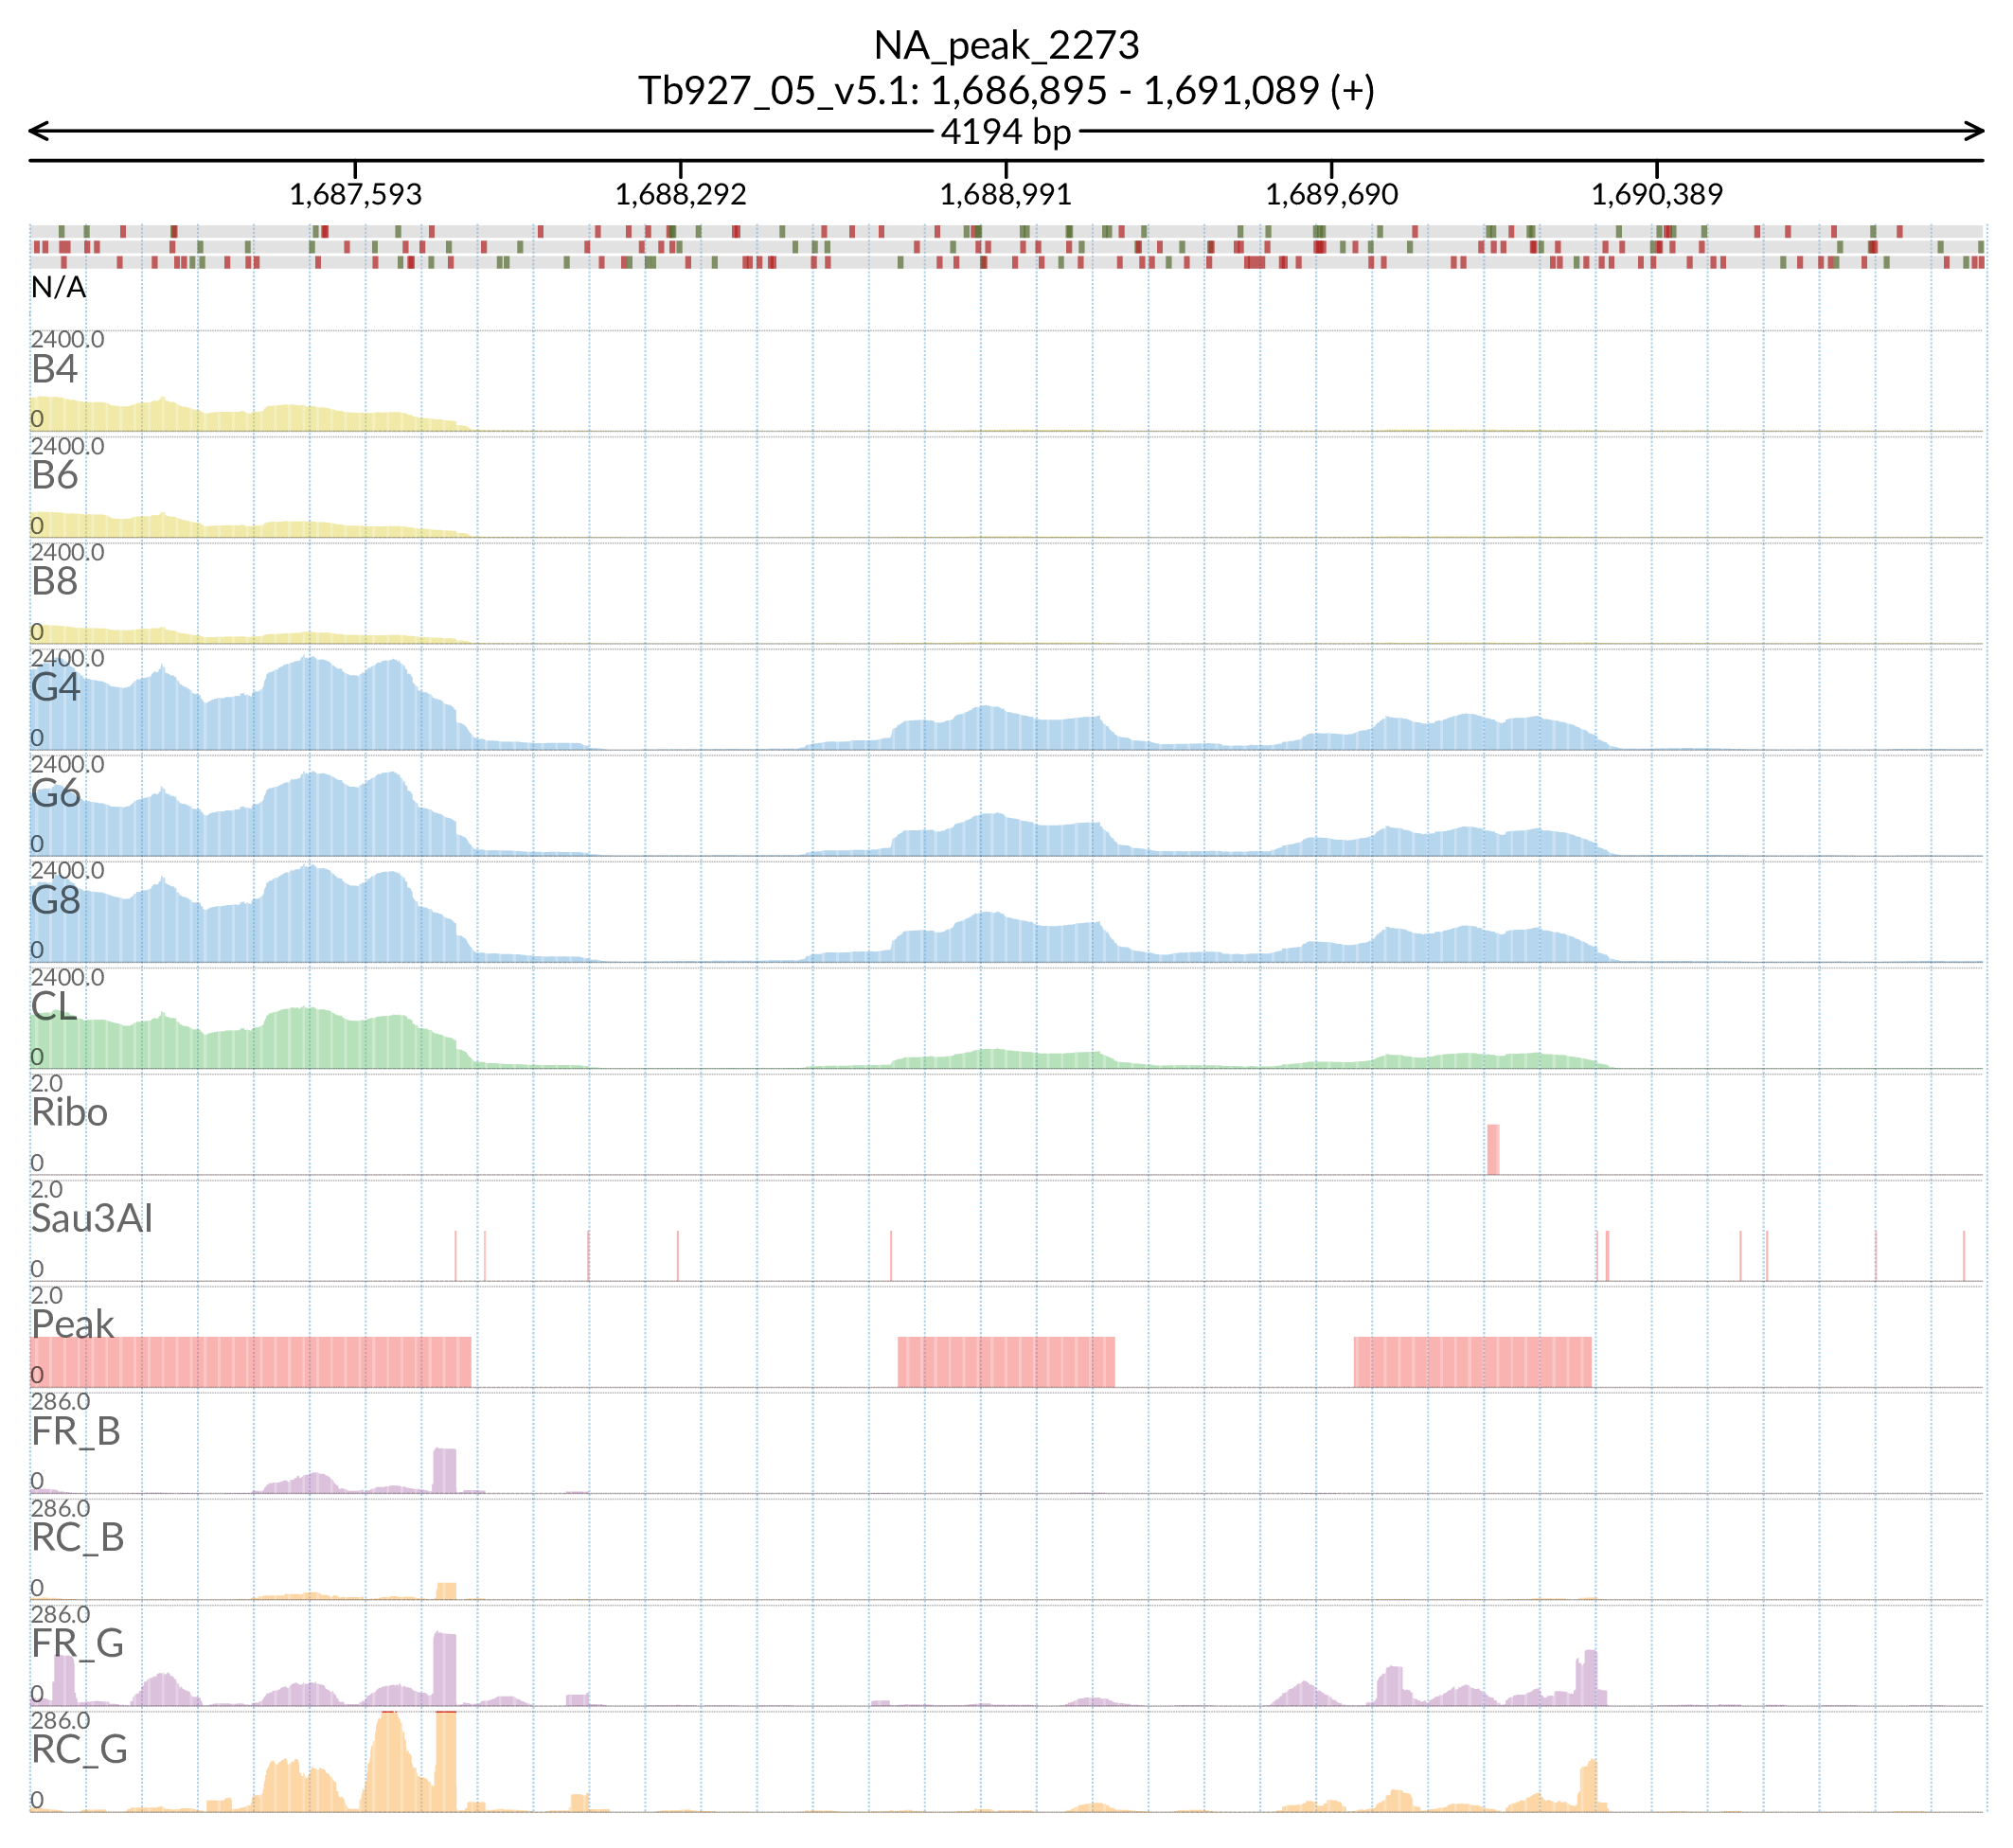 NA_peak_2273
Tb927_05_v5.1: 1,686,895 - 1,691,089 (+)
4194 bp
1,687,593 1,688,292 1,688,991 1,689,690 1,690,389
N/A
2400.0
B4
0
2400.0
B6
0
2400.0
B8
0
2400.0
G4
0
2400.0
G6
0
2400.0
G8
0
2400.0
CL
0
2.0
Ribo
0
2.0
Sau3AI
0
2.0
Peak
0
286.0
FR_B
0
286.0
RC_B
0
286.0
FR_G
0
286.0
RC_G
0